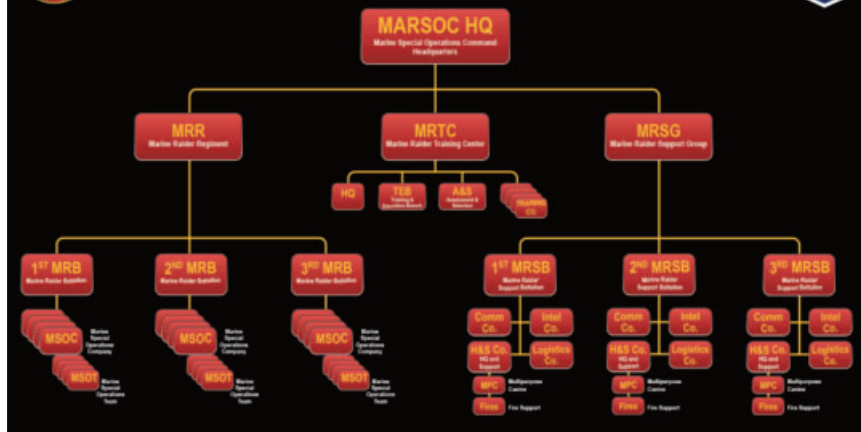 MARSOC HQ
Marine Special Operations Command
Headquarters
MRR
Marine Raider Regiment
MRTC
Marine Raider Training Center
MRSG
Marine Raider Support Group
HQ
TEB
Training &
Education Branch
A&S
Assessment &
Selection
TRAINING
CO.
1ST MRB
Marine Raider Battalion
2ND MRB
Marine Raider Battalion
3RD MRB
Marine Raider Battalion
MSOC
Marine
Special
Operations
Company
MSOT
Marine
Special
Operations
Team
MSOC
Marine
Special
Operations
Company
MSOT
Marine
Special
Operations
Team
MSOC
Marine
Special
Operations
Company
MSOT
Marine
Special
Operations
Team
1ST MRSB
Marine Raider
Support Battalion
2ND MRSB
Marine Raider
Support Battalion
3RD MRSB
Marine Raider
Support Battalion
Comm
Co.
Intel
Co.
H&S Co.
HQ and
Support
Logistics
Co.
MPC
Multipurpose
Canine
Fires
Fire Support
Comm
Co.
Intel
Co.
H&S Co.
HQ and
Support
Logistics
Co.
MPC
Multipurpose
Canine
Fires
Fire Support
Comm
Co.
Intel
Co.
H&S Co.
HQ and
Support
Logistics
Co.
MPC
Multipurpose
Canine
Fires
Fire Support